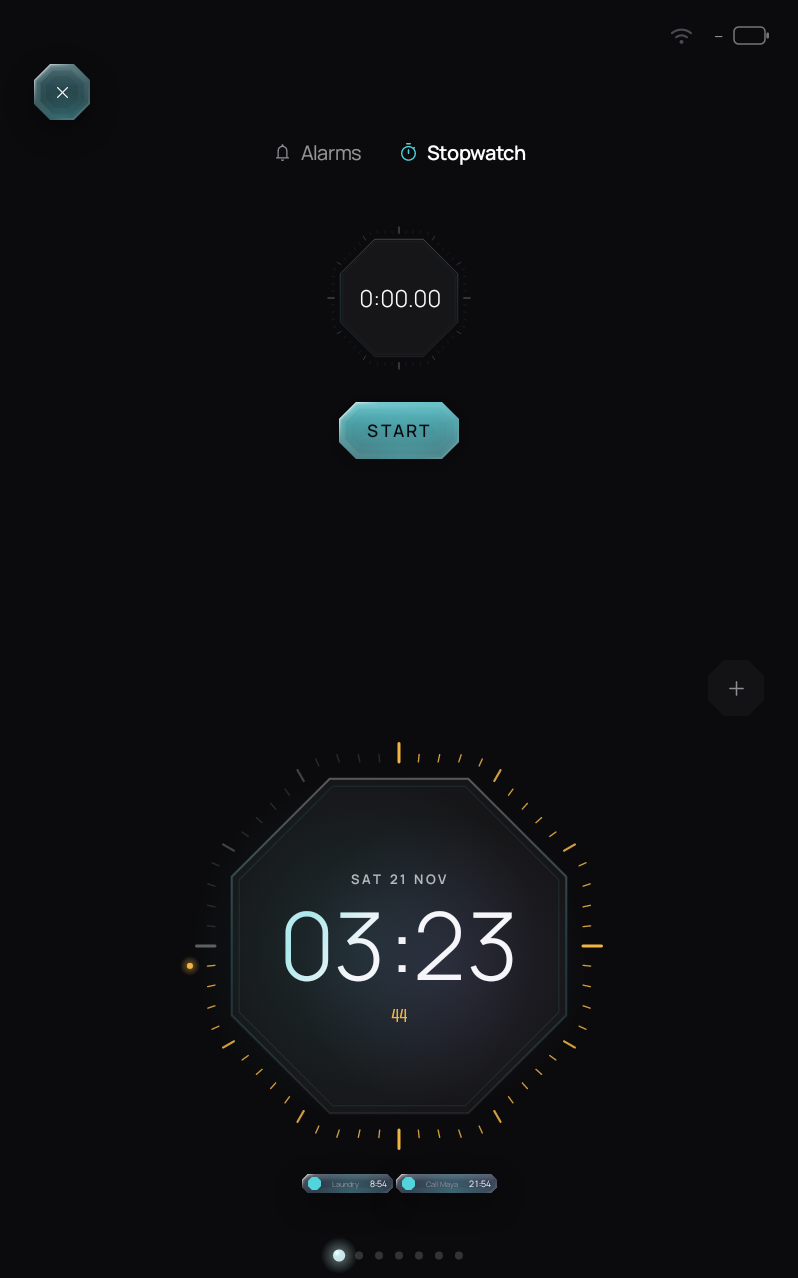 –
Alarms Stopwatch
0:00.00
START
SAT 21 NOV
03:23
44
Laundry 8:54 Call Maya 21:54